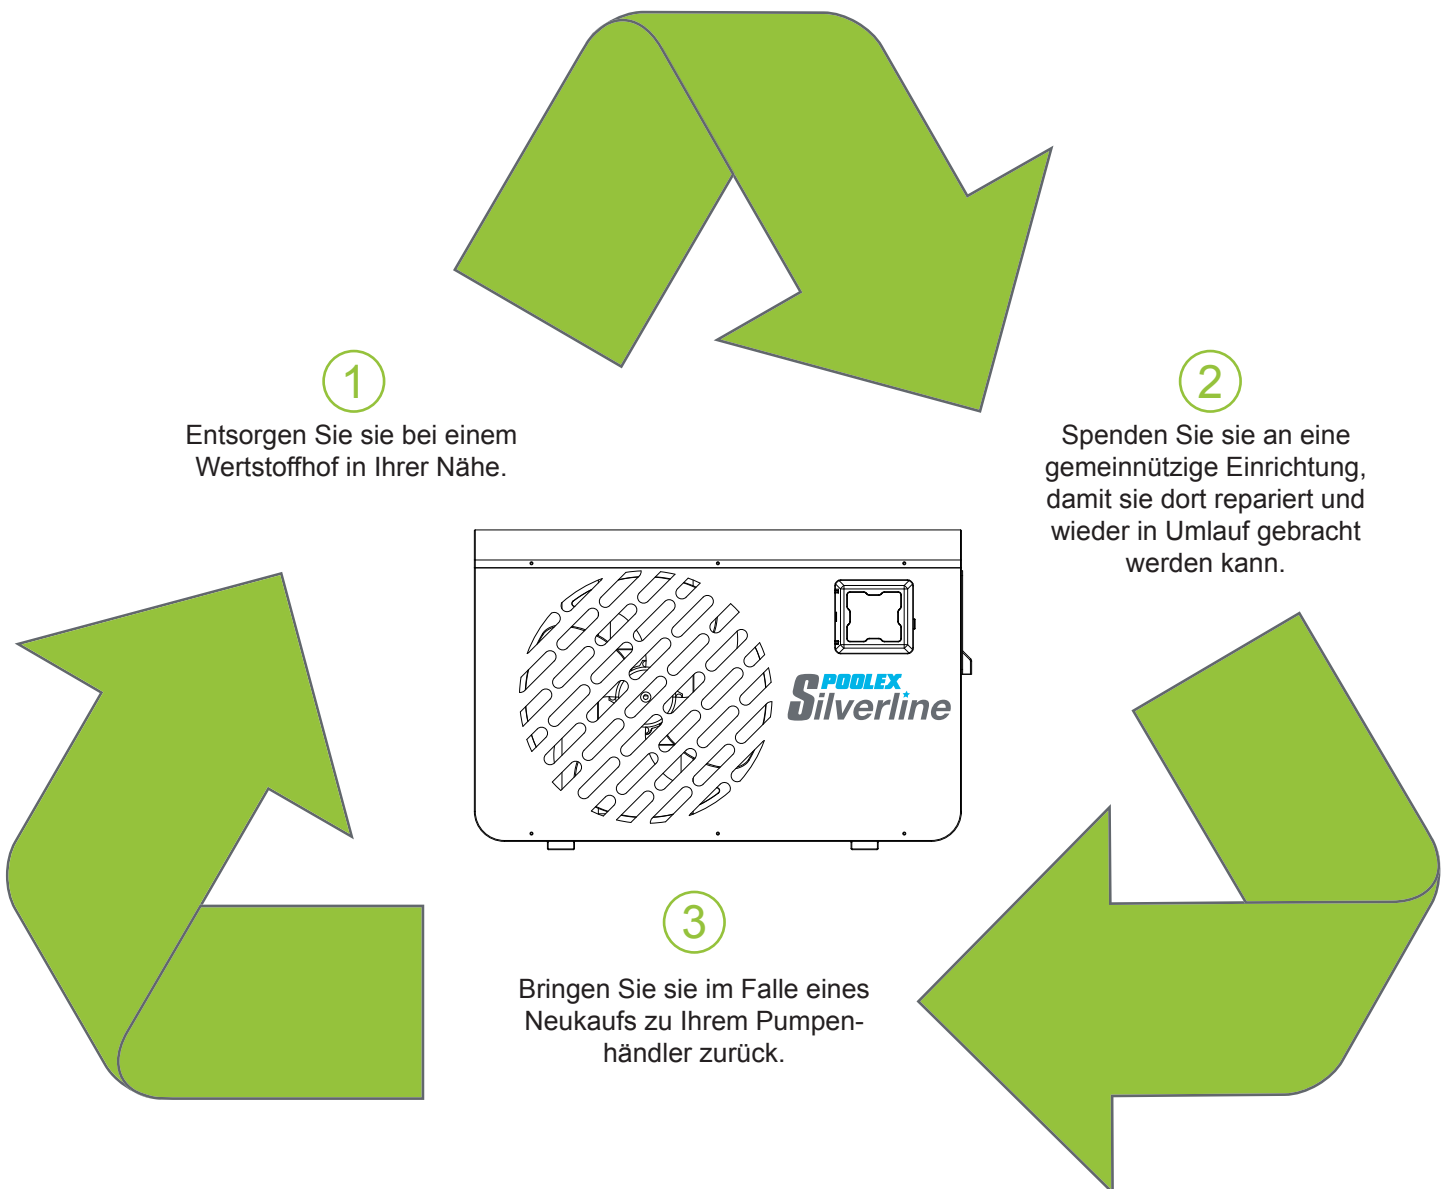 1
Entsorgen Sie sie bei einem
Wertstoffhof in Ihrer Nähe.
2
Spenden Sie sie an eine
gemeinnützige Einrichtung,
damit sie dort repariert und
wieder in Umlauf gebracht
werden kann.
POOLEX
Silverline
3
Bringen Sie sie im Falle eines
Neukaufs zu Ihrem Pumpen-
händler zurück.